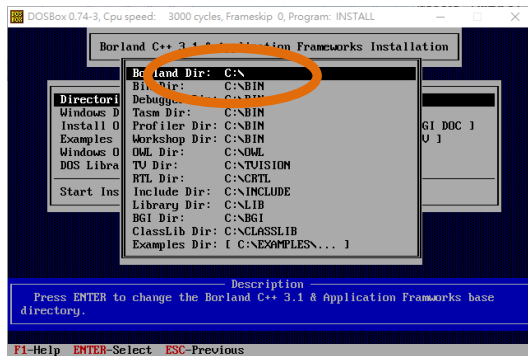 DOSBox 0.74-3, Cpu speed: 3000 cycles, Frameskip 0, Program: INSTALL
Borland C++ 3.1 & Application Frameworks Installation
Borland Dir: C:\
Bin Dir: C:\BIN
Directori Debugger Dir: C:\BIN
Windows D Tasm Dir: C:\BIN
Install O Profiler Dir: C:\BIN GI DOC ]
Examples Workshop Dir: C:\BIN U ]
Windows O OWL Dir: C:\OWL
DOS Libra TV Dir: C:\TVISION
RTL Dir: C:\CRTL
Start Ins Include Dir: C:\INCLUDE
Library Dir: C:\LIB
BGI Dir: C:\BGI
ClassLib Dir: C:\CLASSLIB
Examples Dir: [ C:\EXAMPLES\... ]
Description
Press ENTER to change the Borland C++ 3.1 & Application Framworks base
directory.
F1-Help ENTER-Select ESC-Previous